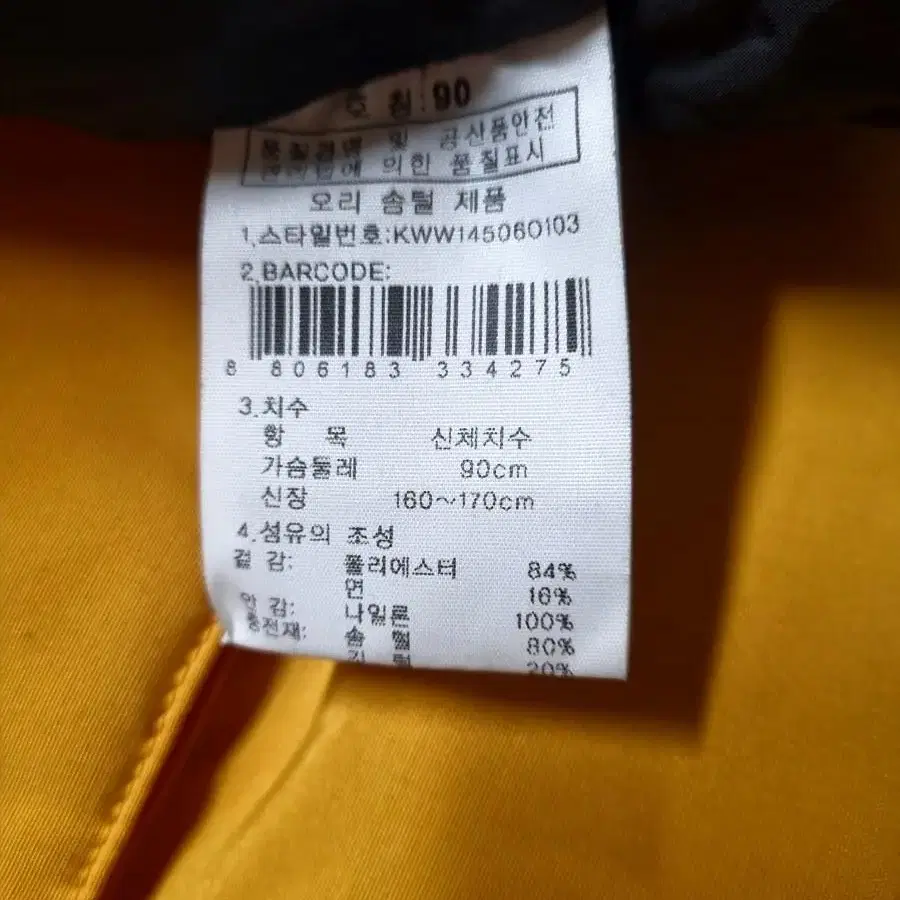 호 칭:90
품질경영 및 공산품안전
관리법에 의한 품질표시
오리 솜털 제품
1.스타일번호:KWW145060103
2.BARCODE:
8 806183 334275
3.치수
항 목 신체치수
가슴둘레 90cm
신장 160~170cm
4.섬유의 조성
겉 감: 폴리에스터 84%
면 16%
안 감: 나일론 100%
충전재: 솜 털 80%
깃 털 20%